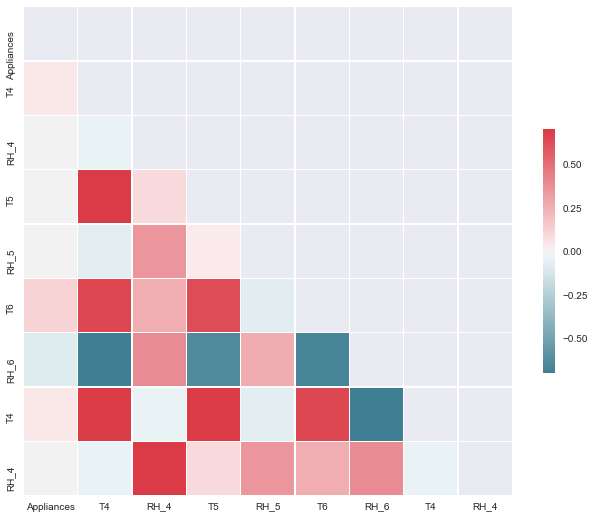 Appliances
T4
RH_4
T5
RH_5
T6
RH_6
T4
RH_4
Appliances T4 RH_4 T5 RH_5 T6 RH_6 T4 RH_4
0.50
0.25
0.00
−0.25
−0.50